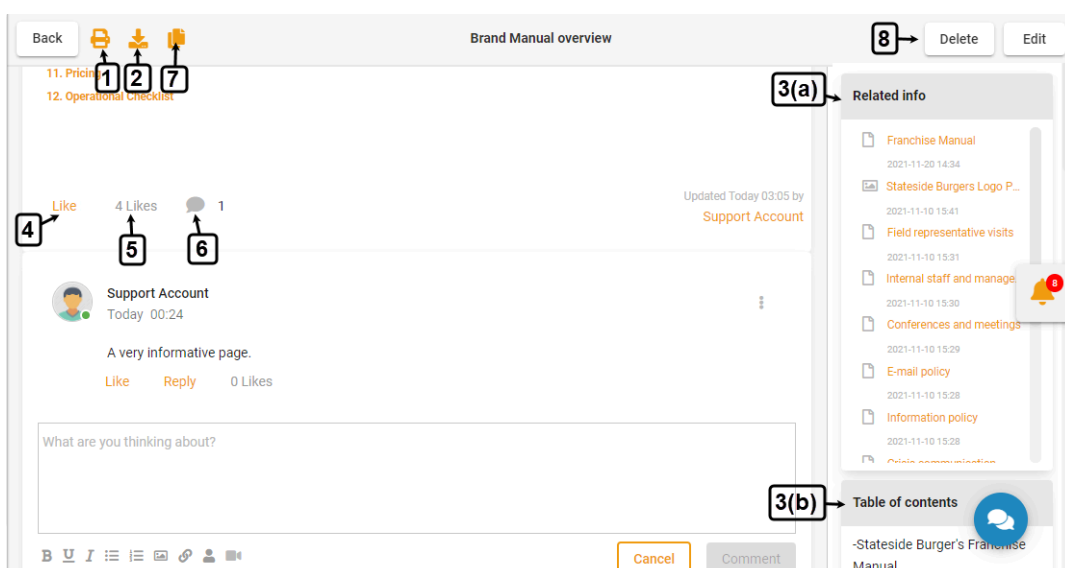 Back
Brand Manual overview
8
Delete
Edit
1
2
7
11. Pricing
12. Operational Checklist
3(a)
Related info
Franchise Manual
2021-11-20 14:34
Stateside Burgers Logo P...
2021-11-10 15:41
Field representative visits
2021-11-10 15:31
Internal staff and manage
2021-11-10 15:30
8
Conferences and meetings
2021-11-10 15:29
E-mail policy
2021-11-10 15:28
Information policy
2021-11-10 15:28
Crisis communication
Like
4 Likes
1
4
5
6
Updated Today 03:05 by
Support Account
Support Account
Today 00:24
A very informative page.
Like
Reply
0 Likes
What are you thinking about?
B U I
Cancel
Comment
3(b)
Table of contents
-Stateside Burger's Franchise
Manual